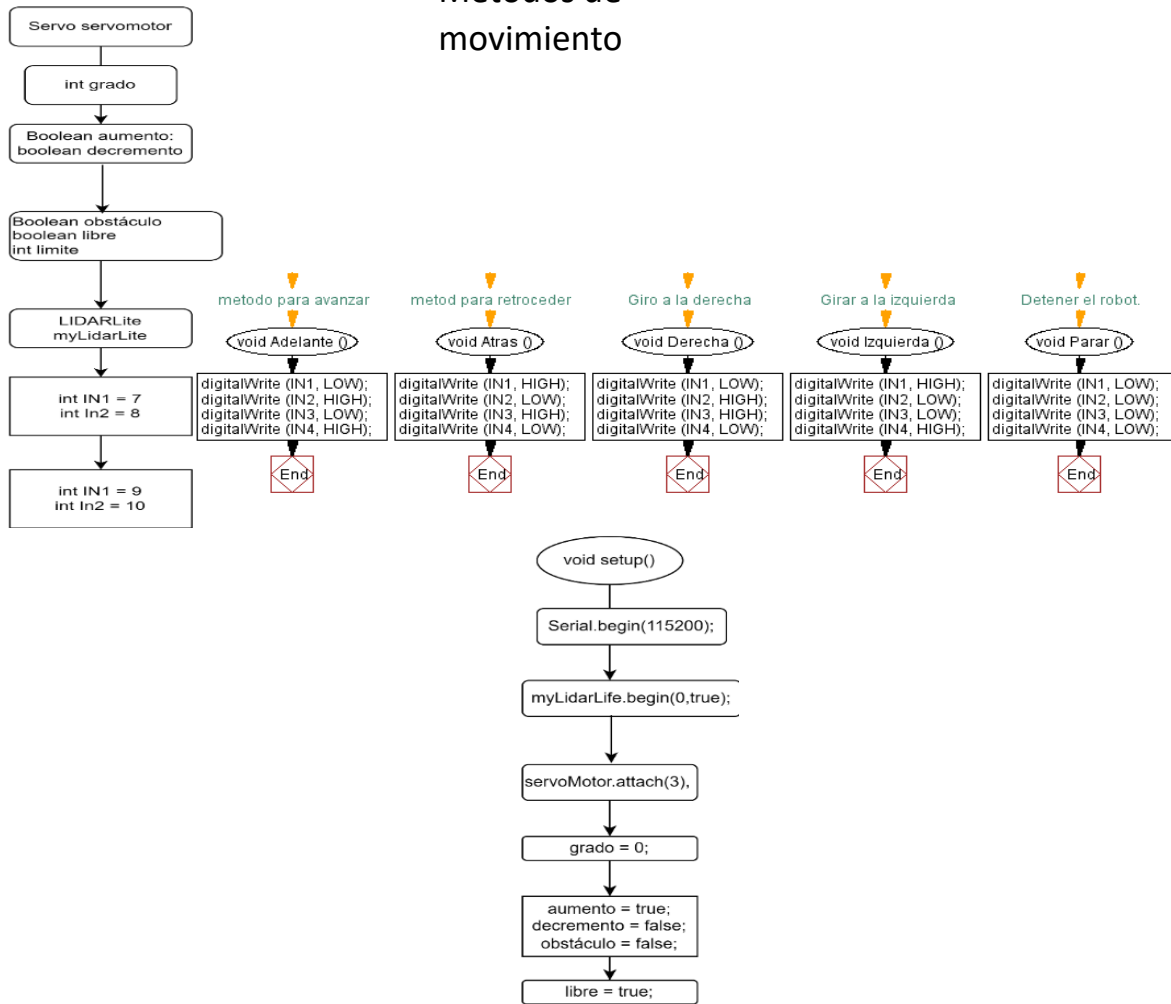 Métodos de
movimiento
Servo servomotor
int grado
Boolean aumento:
boolean decremento
Boolean obstáculo
boolean libre
int limite
LIDARLite
myLidarLite
int IN1 = 7
int In2 = 8
int IN1 = 9
int In2 = 10
metodo para avanzar
void Adelante ()
digitalWrite (IN1, LOW);
digitalWrite (IN2, HIGH);
digitalWrite (IN3, LOW);
digitalWrite (IN4, HIGH);
End
metod para retroceder
void Atras ()
digitalWrite (IN1, HIGH);
digitalWrite (IN2, LOW);
digitalWrite (IN3, HIGH);
digitalWrite (IN4, LOW);
End
Giro a la derecha
void Derecha ()
digitalWrite (IN1, LOW);
digitalWrite (IN2, HIGH);
digitalWrite (IN3, HIGH);
digitalWrite (IN4, LOW);
End
Girar a la izquierda
void Izquierda ()
digitalWrite (IN1, HIGH);
digitalWrite (IN2, LOW);
digitalWrite (IN3, LOW);
digitalWrite (IN4, HIGH);
End
Detener el robot.
void Parar ()
digitalWrite (IN1, LOW);
digitalWrite (IN2, LOW);
digitalWrite (IN3, LOW);
digitalWrite (IN4, LOW);
End
void setup()
Serial.begin(115200);
myLidarLife.begin(0,true);
servoMotor.attach(3),
grado = 0;
aumento = true;
decremento = false;
obstáculo = false;
libre = true;